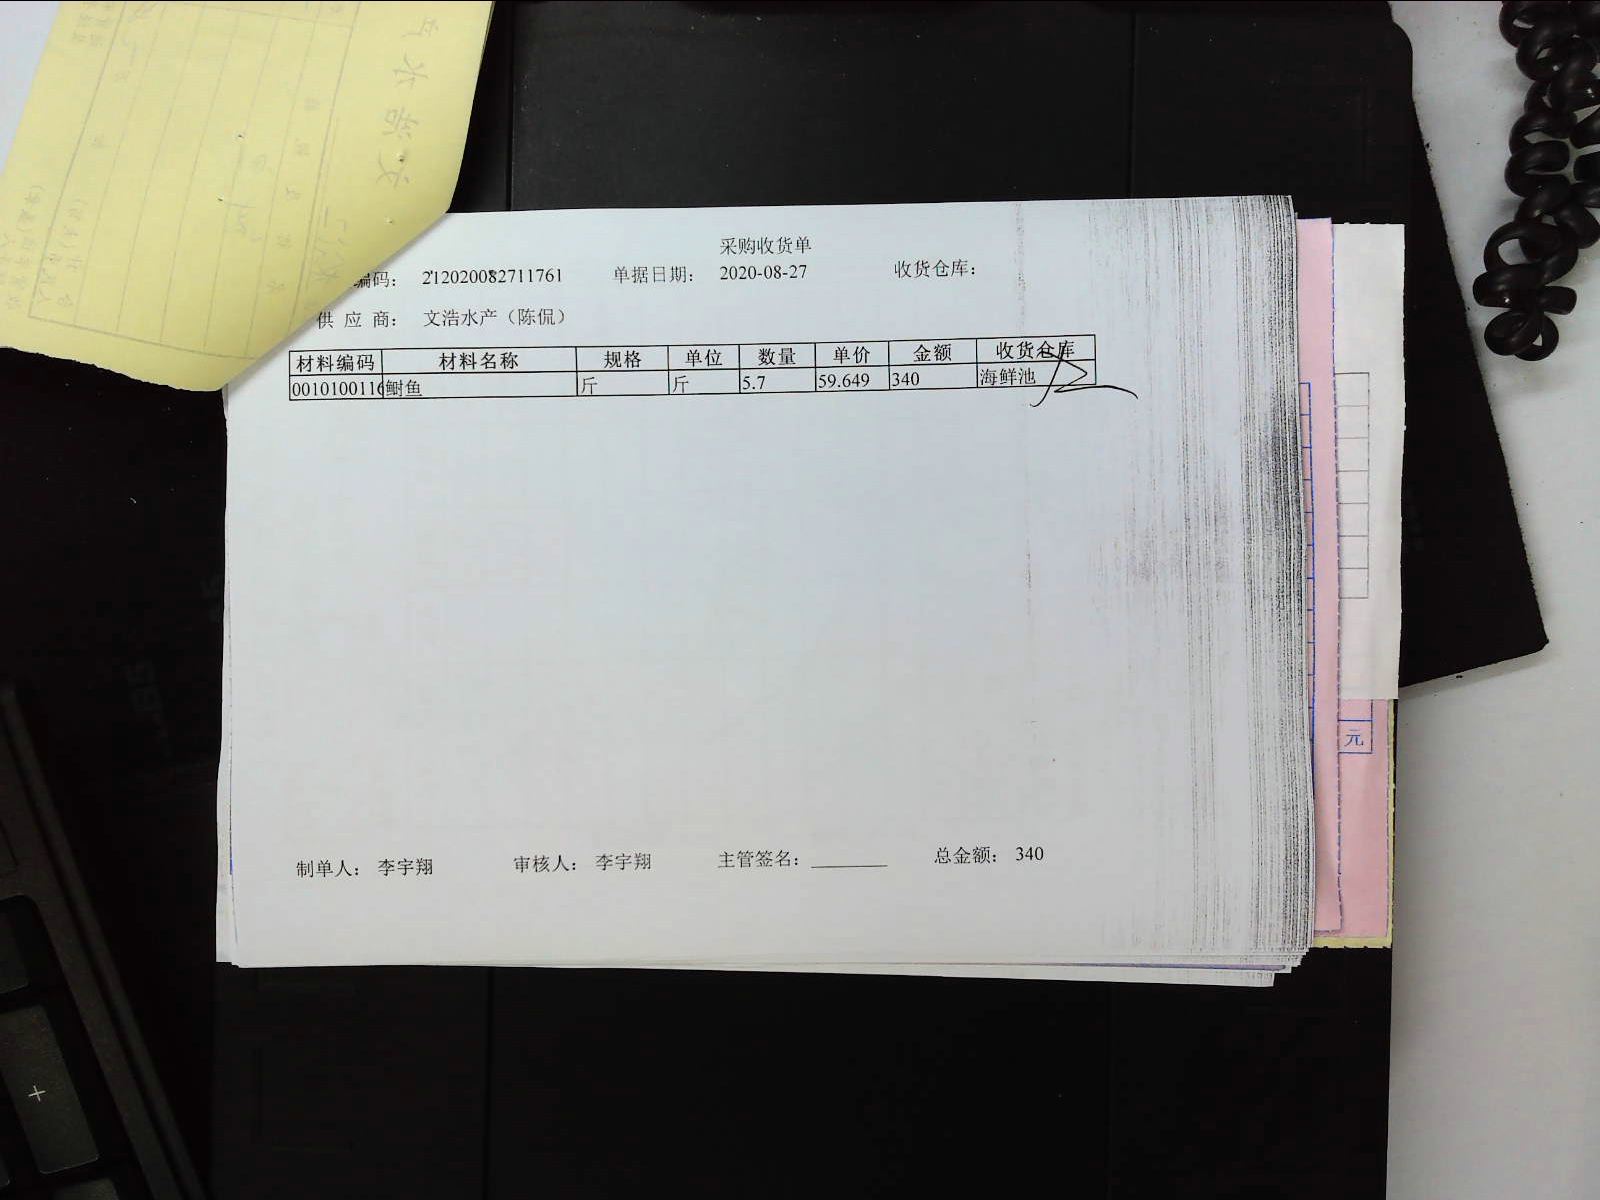 采购收货单
编码： 212020082711761 单据日期： 2020-08-27 收货仓库：
供 应 商： 文浩水产（陈侃）
材料编码 材料名称 规格 单位 数量 单价 金额 收货仓库
0010100116 鲥鱼 斤 斤 5.7 59.649 340 海鲜池
元
制单人： 李宇翔 审核人： 李宇翔 主管签名：________ 总金额： 340
+